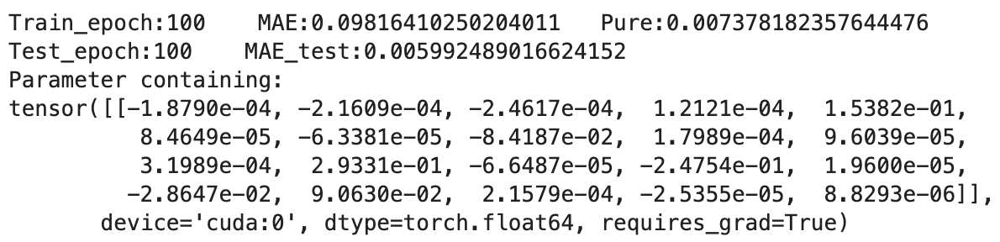 Train_epoch:100    MAE:0.09816410250204011   Pure:0.007378182357644476
Test_epoch:100    MAE_test:0.005992489016624152
Parameter containing:
tensor([[-1.8790e-04, -2.1609e-04, -2.4617e-04,  1.2121e-04,  1.5382e-01,
          8.4649e-05, -6.3381e-05, -8.4187e-02,  1.7989e-04,  9.6039e-05,
          3.1989e-04,  2.9331e-01, -6.6487e-05, -2.4754e-01,  1.9600e-05,
         -2.8647e-02,  9.0630e-02,  2.1579e-04, -2.5355e-05,  8.8293e-06]],
       device='cuda:0', dtype=torch.float64, requires_grad=True)